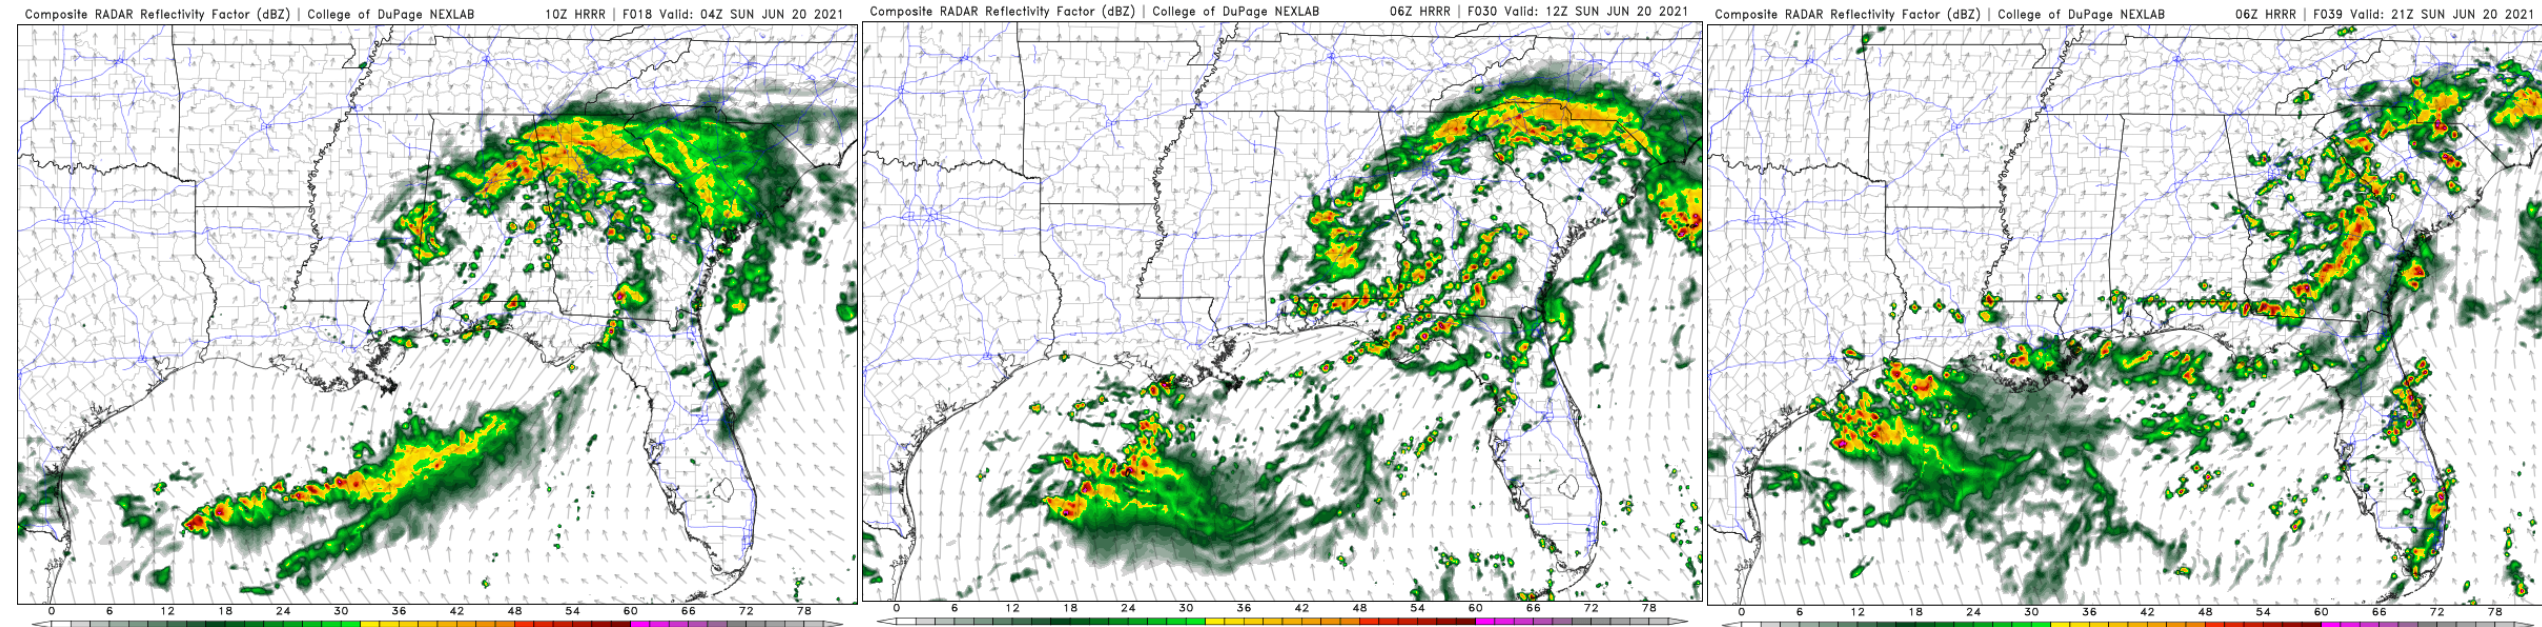 Composite RADAR Reflectivity Factor (dBZ) | College of DuPage NEXLAB 10Z HRRR | F018 Valid: 04Z SUN JUN 20 2021
0 6 12 18 24 30 36 42 48 54 60 66 72 78
Composite RADAR Reflectivity Factor (dBZ) | College of DuPage NEXLAB 06Z HRRR | F030 Valid: 12Z SUN JUN 20 2021
0 6 12 18 24 30 36 42 48 54 60 66 72 78
Composite RADAR Reflectivity Factor (dBZ) | College of DuPage NEXLAB 06Z HRRR | F039 Valid: 21Z SUN JUN 20 2021
0 6 12 18 24 30 36 42 48 54 60 66 72 78